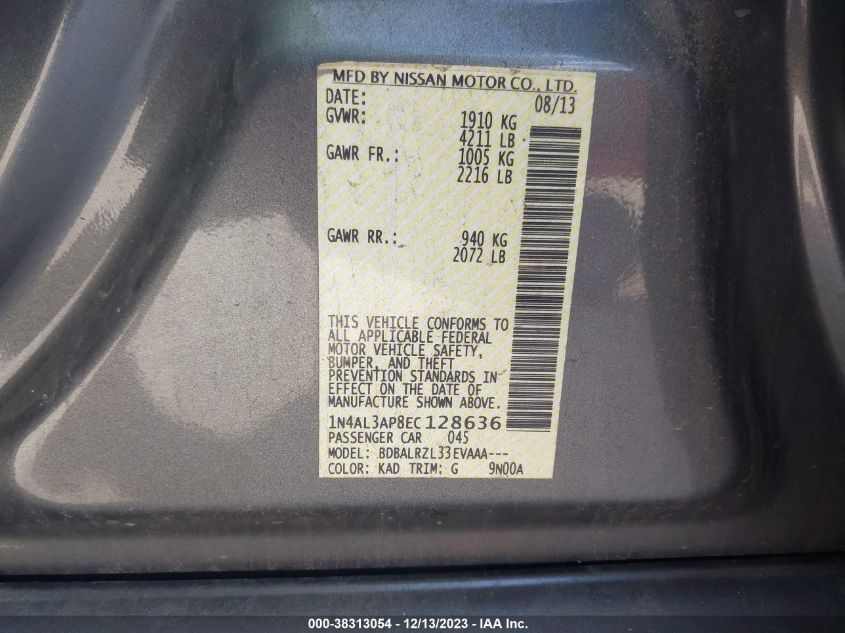 MFD BY NISSAN MOTOR CO., LTD.
DATE: 08/13
GVWR: 1910 KG
4211 LB
GAWR FR.: 1005 KG
2216 LB
GAWR RR.: 940 KG
2072 LB
THIS VEHICLE CONFORMS TO
ALL APPLICABLE FEDERAL
MOTOR VEHICLE SAFETY,
BUMPER, AND THEFT
PREVENTION STANDARDS IN
EFFECT ON THE DATE OF
MANUFACTURE SHOWN ABOVE.
1N4AL3AP8EC128636
PASSENGER CAR 045
MODEL: BDBALRZL33EVAAA---
COLOR: KAD TRIM: G 9N00A
000-38313054 - 12/13/2023 - IAA Inc.